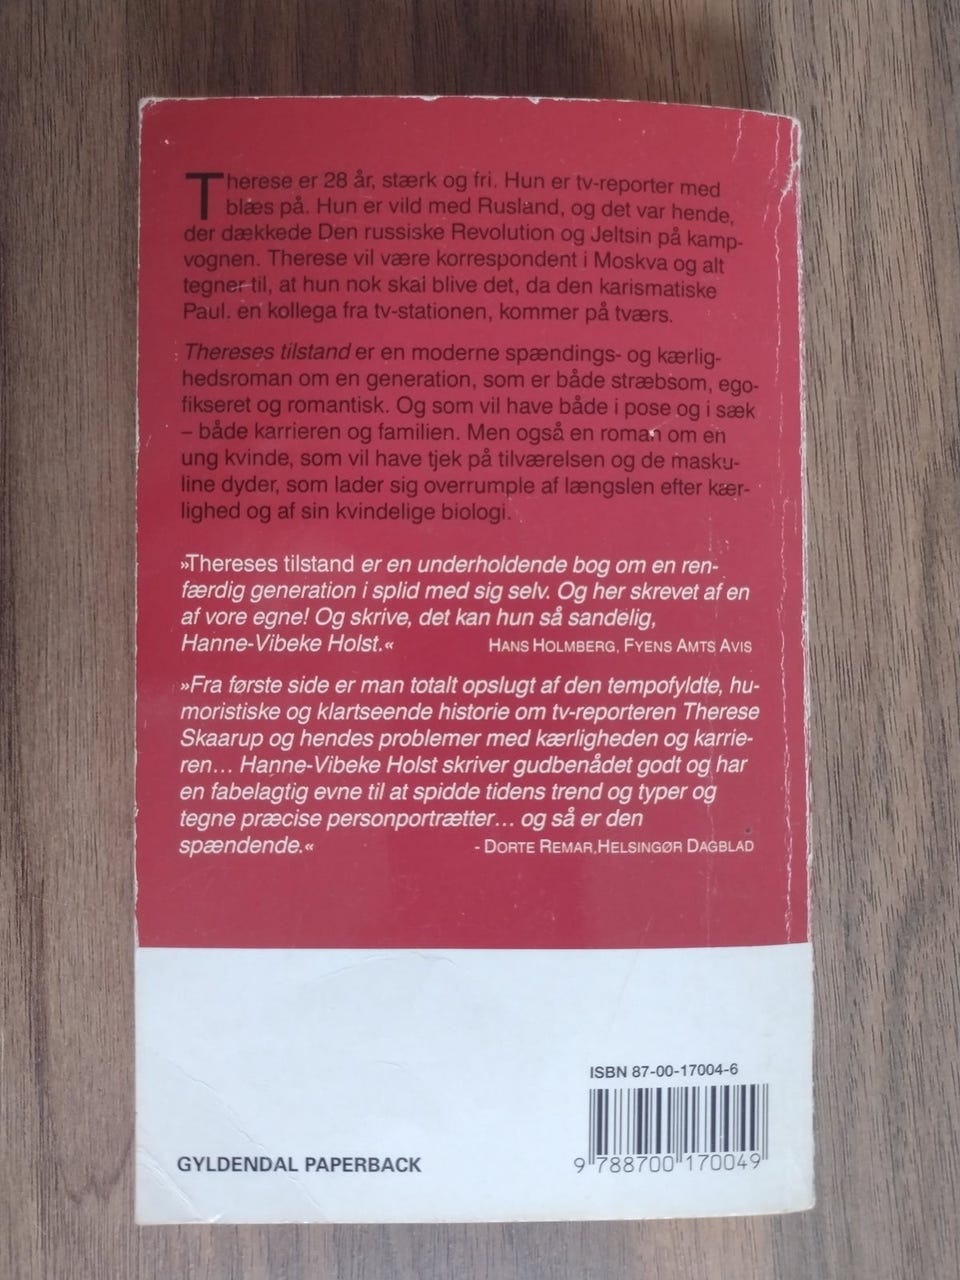 Therese er 28 år, stærk og fri. Hun er tv-reporter med
blæs på. Hun er vild med Rusland, og det var hende,
der dækkede Den russiske Revolution og Jeltsin på kamp-
vognen. Therese vil være korrespondent i Moskva og alt
tegner til, at hun nok skal blive det, da den karismatiske
Paul. en kollega fra tv-stationen, kommer på tværs.
Thereses tilstand er en moderne spændings- og kærlig-
hedsroman om en generation, som er både stræbsom, ego-
fikseret og romantisk. Og som vil have både i pose og i sæk
– både karrieren og familien. Men også en roman om en
ung kvinde, som vil have tjek på tilværelsen og de masku-
line dyder, som lader sig overrumple af længslen efter kær-
lighed og af sin kvindelige biologi.
»Thereses tilstand er en underholdende bog om en ren-
færdig generation i splid med sig selv. Og her skrevet af en
af vore egne! Og skrive, det kan hun så sandelig,
Hanne-Vibeke Holst.« HANS HOLMBERG, FYENS AMTS AVIS
»Fra første side er man totalt opslugt af den tempofyldte, hu-
moristiske og klartseende historie om tv-reporteren Therese
Skaarup og hendes problemer med kærligheden og karrie-
ren... Hanne-Vibeke Holst skriver gudbenådet godt og har
en fabelagtig evne til at spidde tidens trend og typer og
tegne præcise personportrætter... og så er den
spændende.« - DORTE REMAR,HELSINGØR DAGBLAD
ISBN 87-00-17004-6
GYLDENDAL PAPERBACK
9 788700 170049